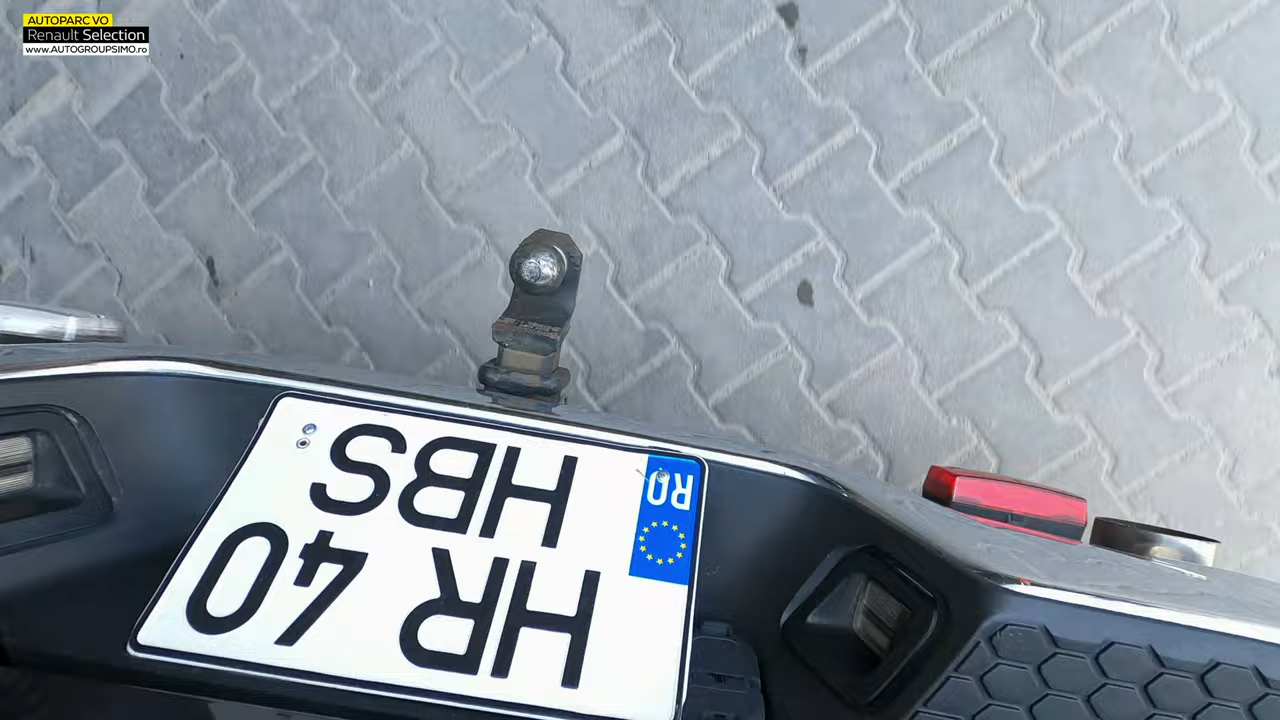 AUTOPARC VO
Renault Selection
www.AUTOGROUPSIMO.ro
HR 40
HBS
RO